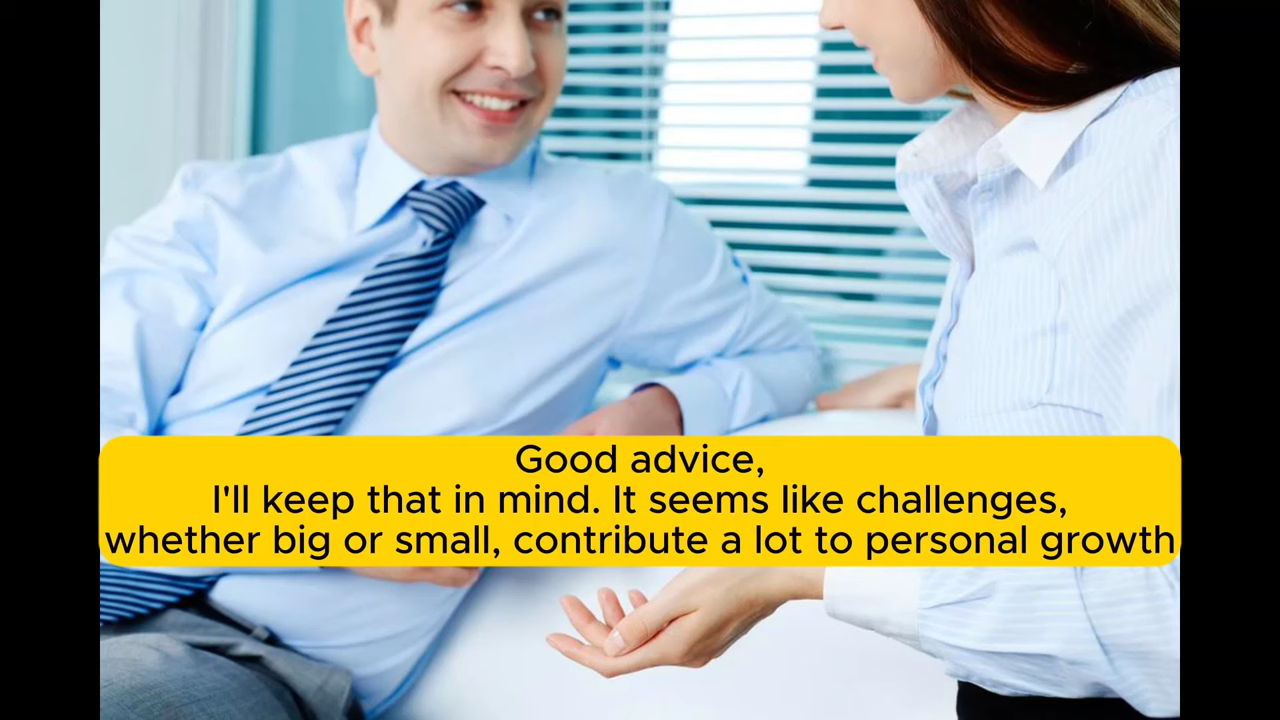 Good advice,
I'll keep that in mind. It seems like challenges,
whether big or small, contribute a lot to personal growth